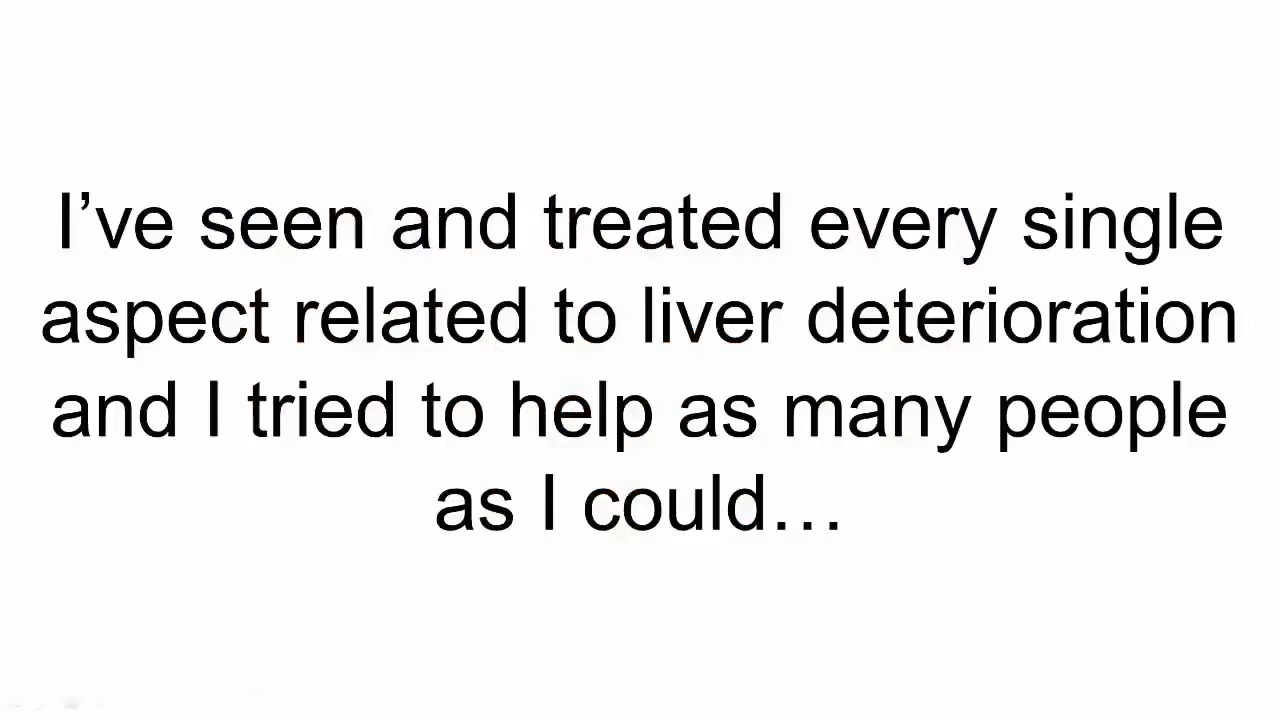 I’ve seen and treated every single
aspect related to liver deterioration
and I tried to help as many people
as I could…